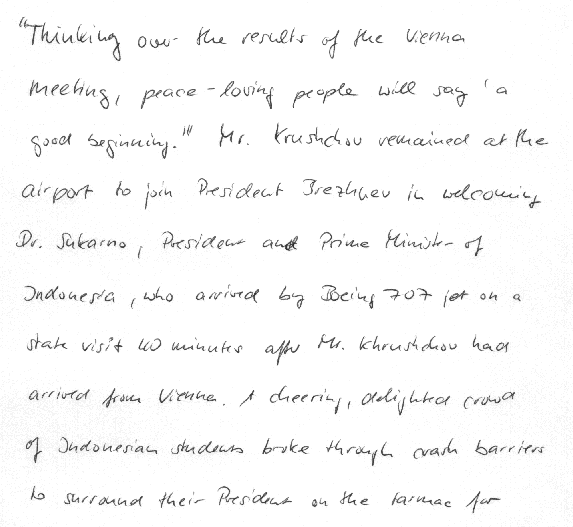 "Thinking over the results of the Vienna
meeting, peace-loving people will say 'a
good beginning.'" Mr. Krushchov remained at the
airport to join President Brezhnev in welcoming
Dr. Sukarno, President and Prime Minister of
Indonesia, who arrived by Boeing 707 jet on a
state visit 40 minutes after Mr. Khrushchov had
arrived from Vienna. A cheering, delighted crowd
of Indonesian students broke through crash barriers
to surround their President on the tarmac for